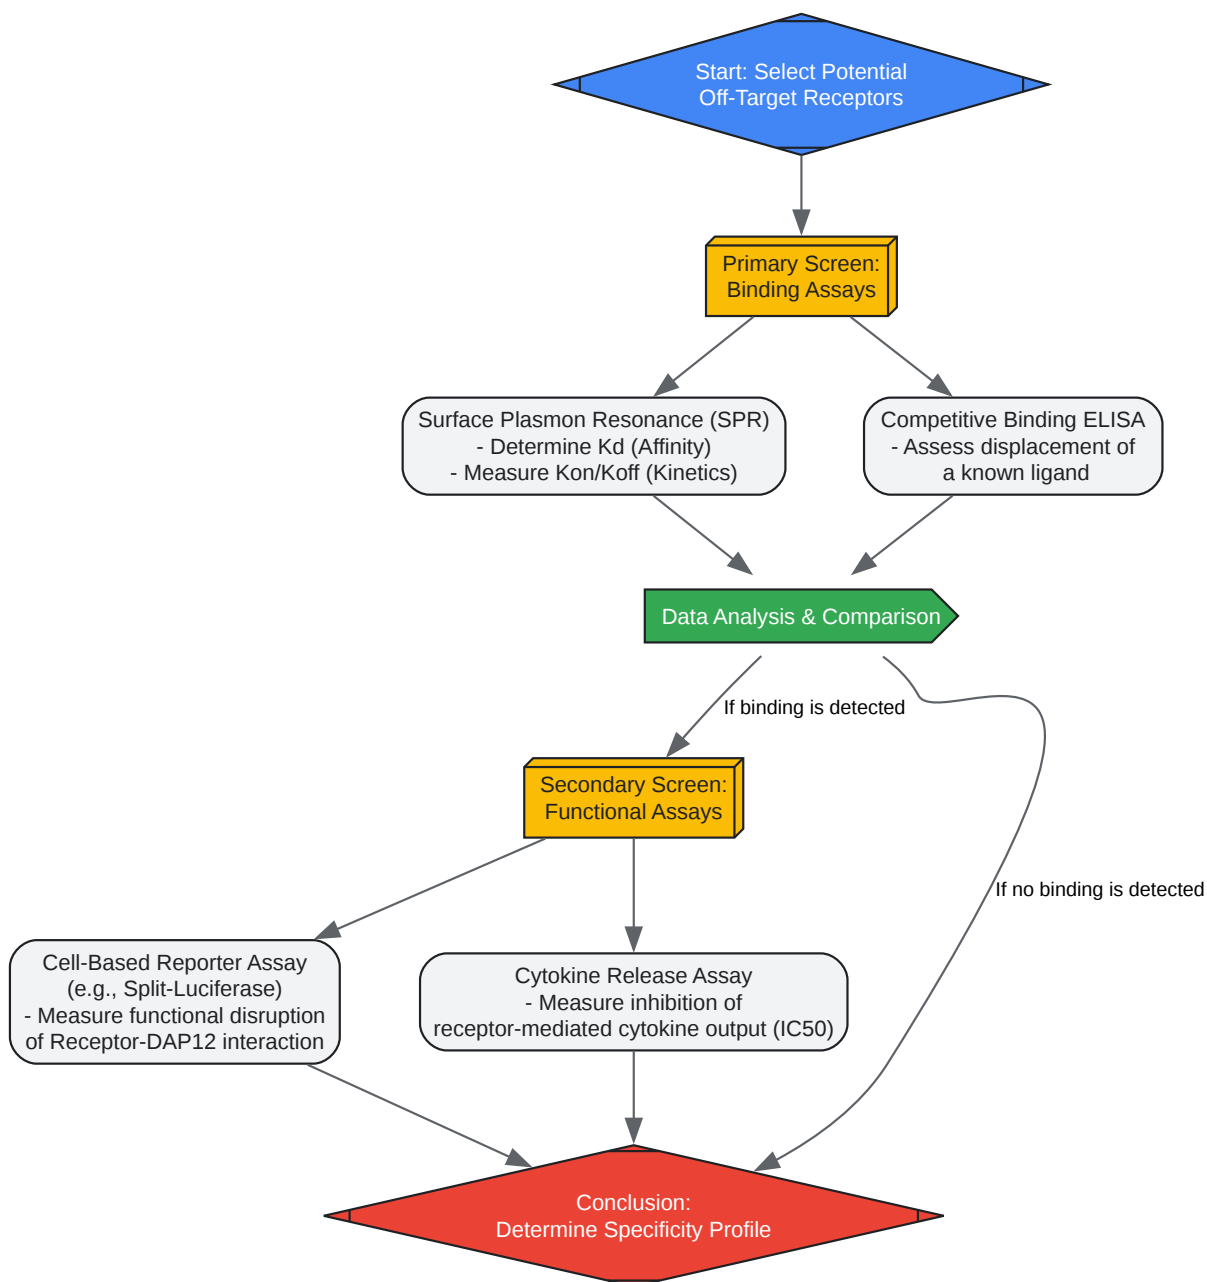 Start: Select Potential
Off-Target Receptors
Primary Screen:
Binding Assays
Surface Plasmon Resonance (SPR)
- Determine Kd (Affinity)
- Measure Kon/Koff (Kinetics)
Competitive Binding ELISA
- Assess displacement of
a known ligand
Data Analysis & Comparison
If binding is detected
Secondary Screen:
Functional Assays
If no binding is detected
Cell-Based Reporter Assay
(e.g., Split-Luciferase)
- Measure functional disruption
of Receptor-DAP12 interaction
Cytokine Release Assay
- Measure inhibition of
receptor-mediated cytokine output (IC50)
Conclusion:
Determine Specificity Profile